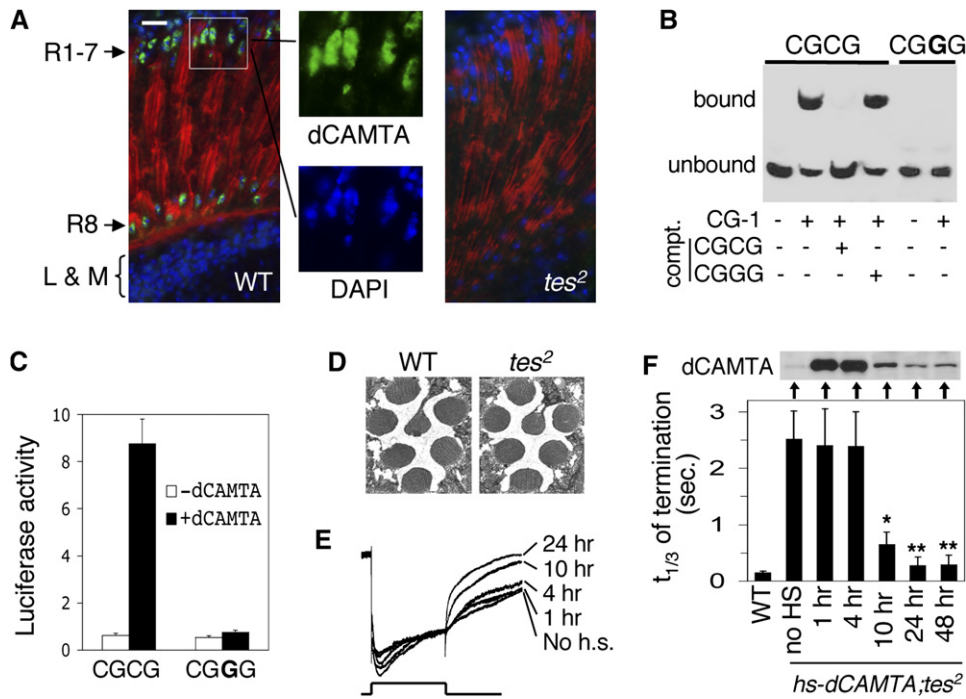 A
R1-7
R8
L & M
WT
dCAMTA
DAPI
tes²
B
CGCG CGGG
bound
unbound
CG-1 - + + + - +
compt.
CGCG - - + - - -
CGGG - - - + - -
C
Luciferase activity
10
8
6
4
2
0
-dCAMTA
+dCAMTA
CGCG CGGG
D
WT tes²
E
24 hr
10 hr
4 hr
1 hr
No h.s.
F
dCAMTA
t1/3 of termination
(sec.)
3
2
1
0
* ** **
WT no HS 1 hr 4 hr 10 hr 24 hr 48 hr
hs-dCAMTA;tes²